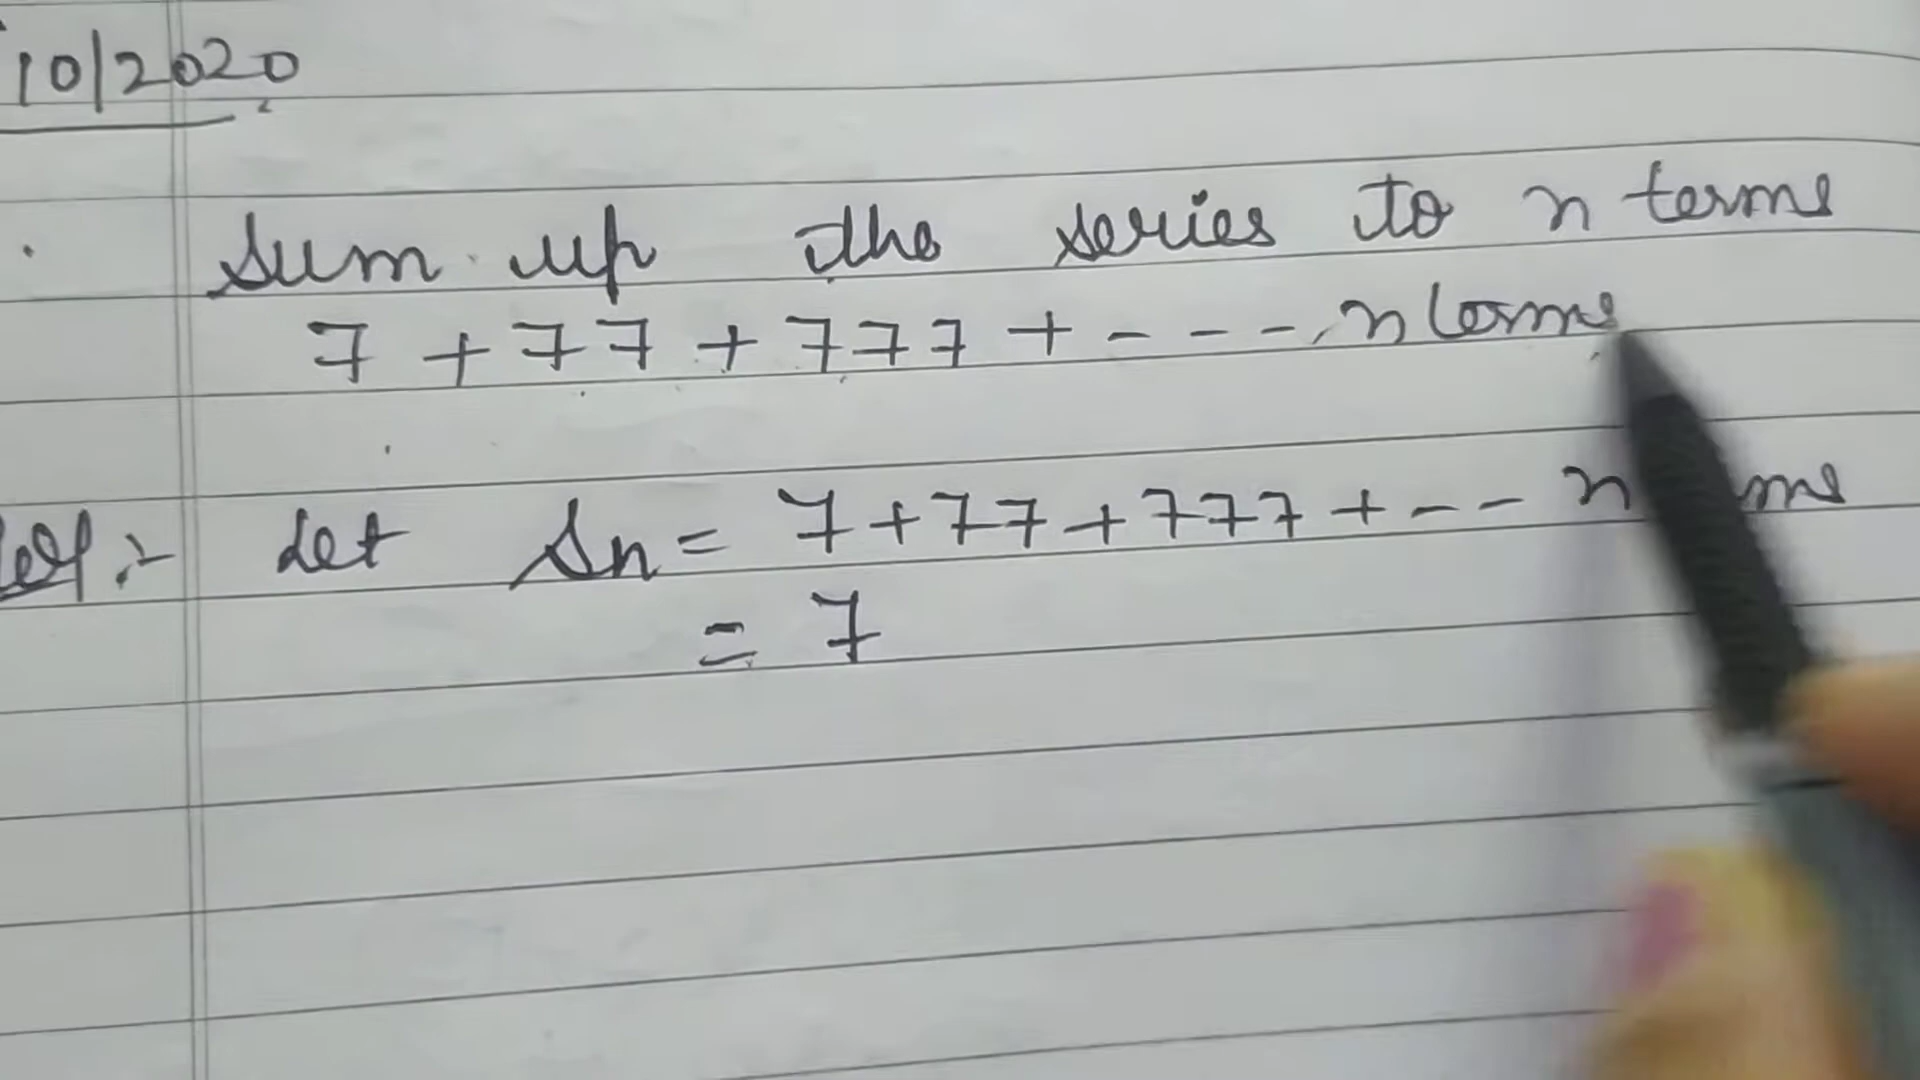 10/2020
Sum up the series to n terms
7 + 77 + 777 + - - - - n terms
Sol :- Let Sn = 7 + 77 + 777 + - - n
= 7